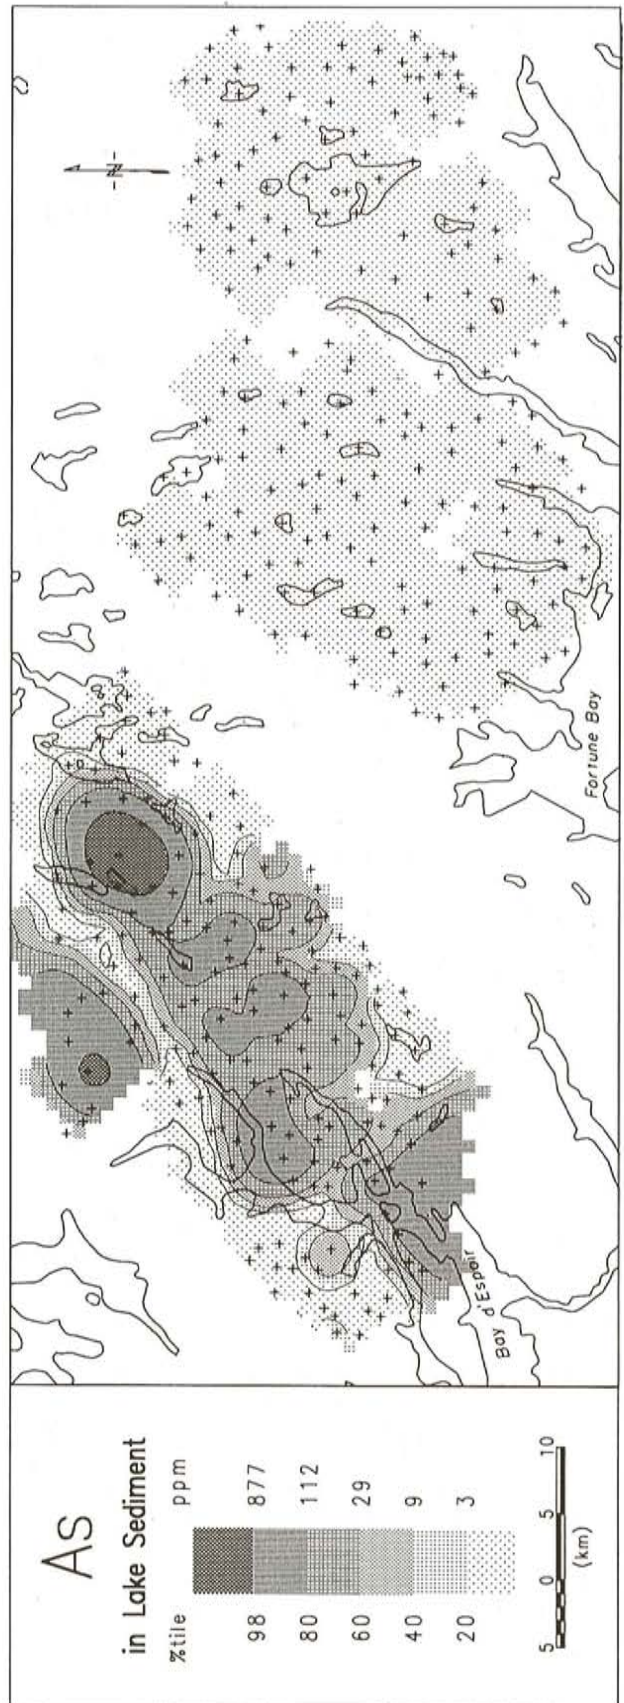 As
in Lake Sediment
%tile ppm
98 877
80 112
60 29
40 9
20 3
5 0 5 10
(km)
Bay d'Espoir
Fortune Bay
N